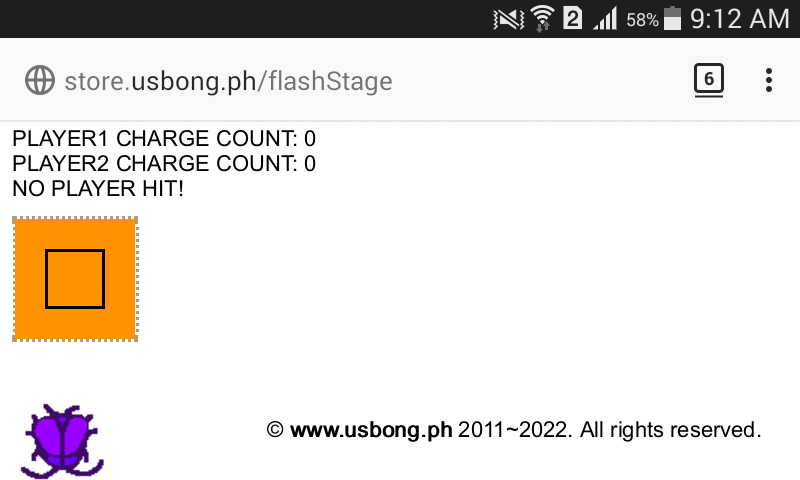 2 58% 9:12 AM
store.usbong.ph/flashStage 6
PLAYER1 CHARGE COUNT: 0
PLAYER2 CHARGE COUNT: 0
NO PLAYER HIT!
© www.usbong.ph 2011~2022. All rights reserved.